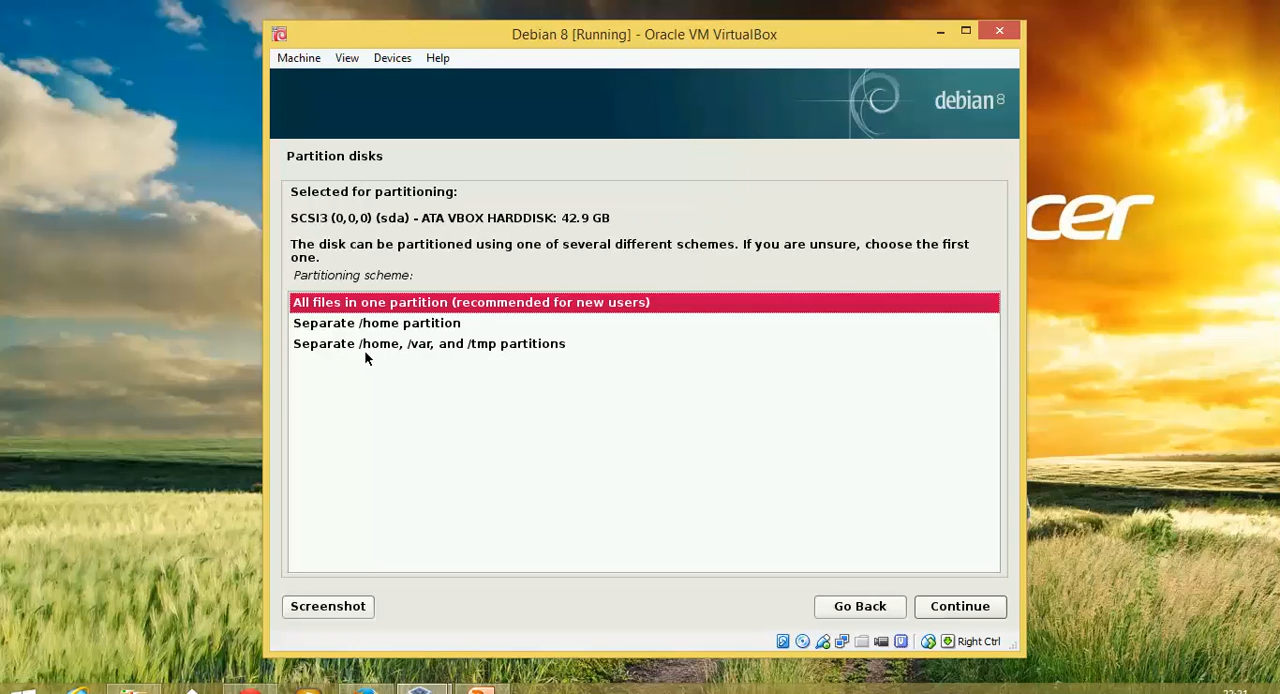 Debian 8 [Running] - Oracle VM VirtualBox
Machine View Devices Help
debian 8
Partition disks
Selected for partitioning:
SCSI3 (0,0,0) (sda) - ATA VBOX HARDDISK: 42.9 GB
The disk can be partitioned using one of several different schemes. If you are unsure, choose the first
one.
Partitioning scheme:
cer
All files in one partition (recommended for new users)
Separate /home partition
Separate /home, /var, and /tmp partitions
Screenshot Go Back Continue
Right Ctrl